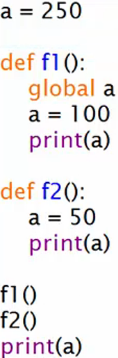 a = 250
def f1():
    global a
    a = 100
    print(a)
def f2():
    a = 50
    print(a)
f1()
f2()
print(a)